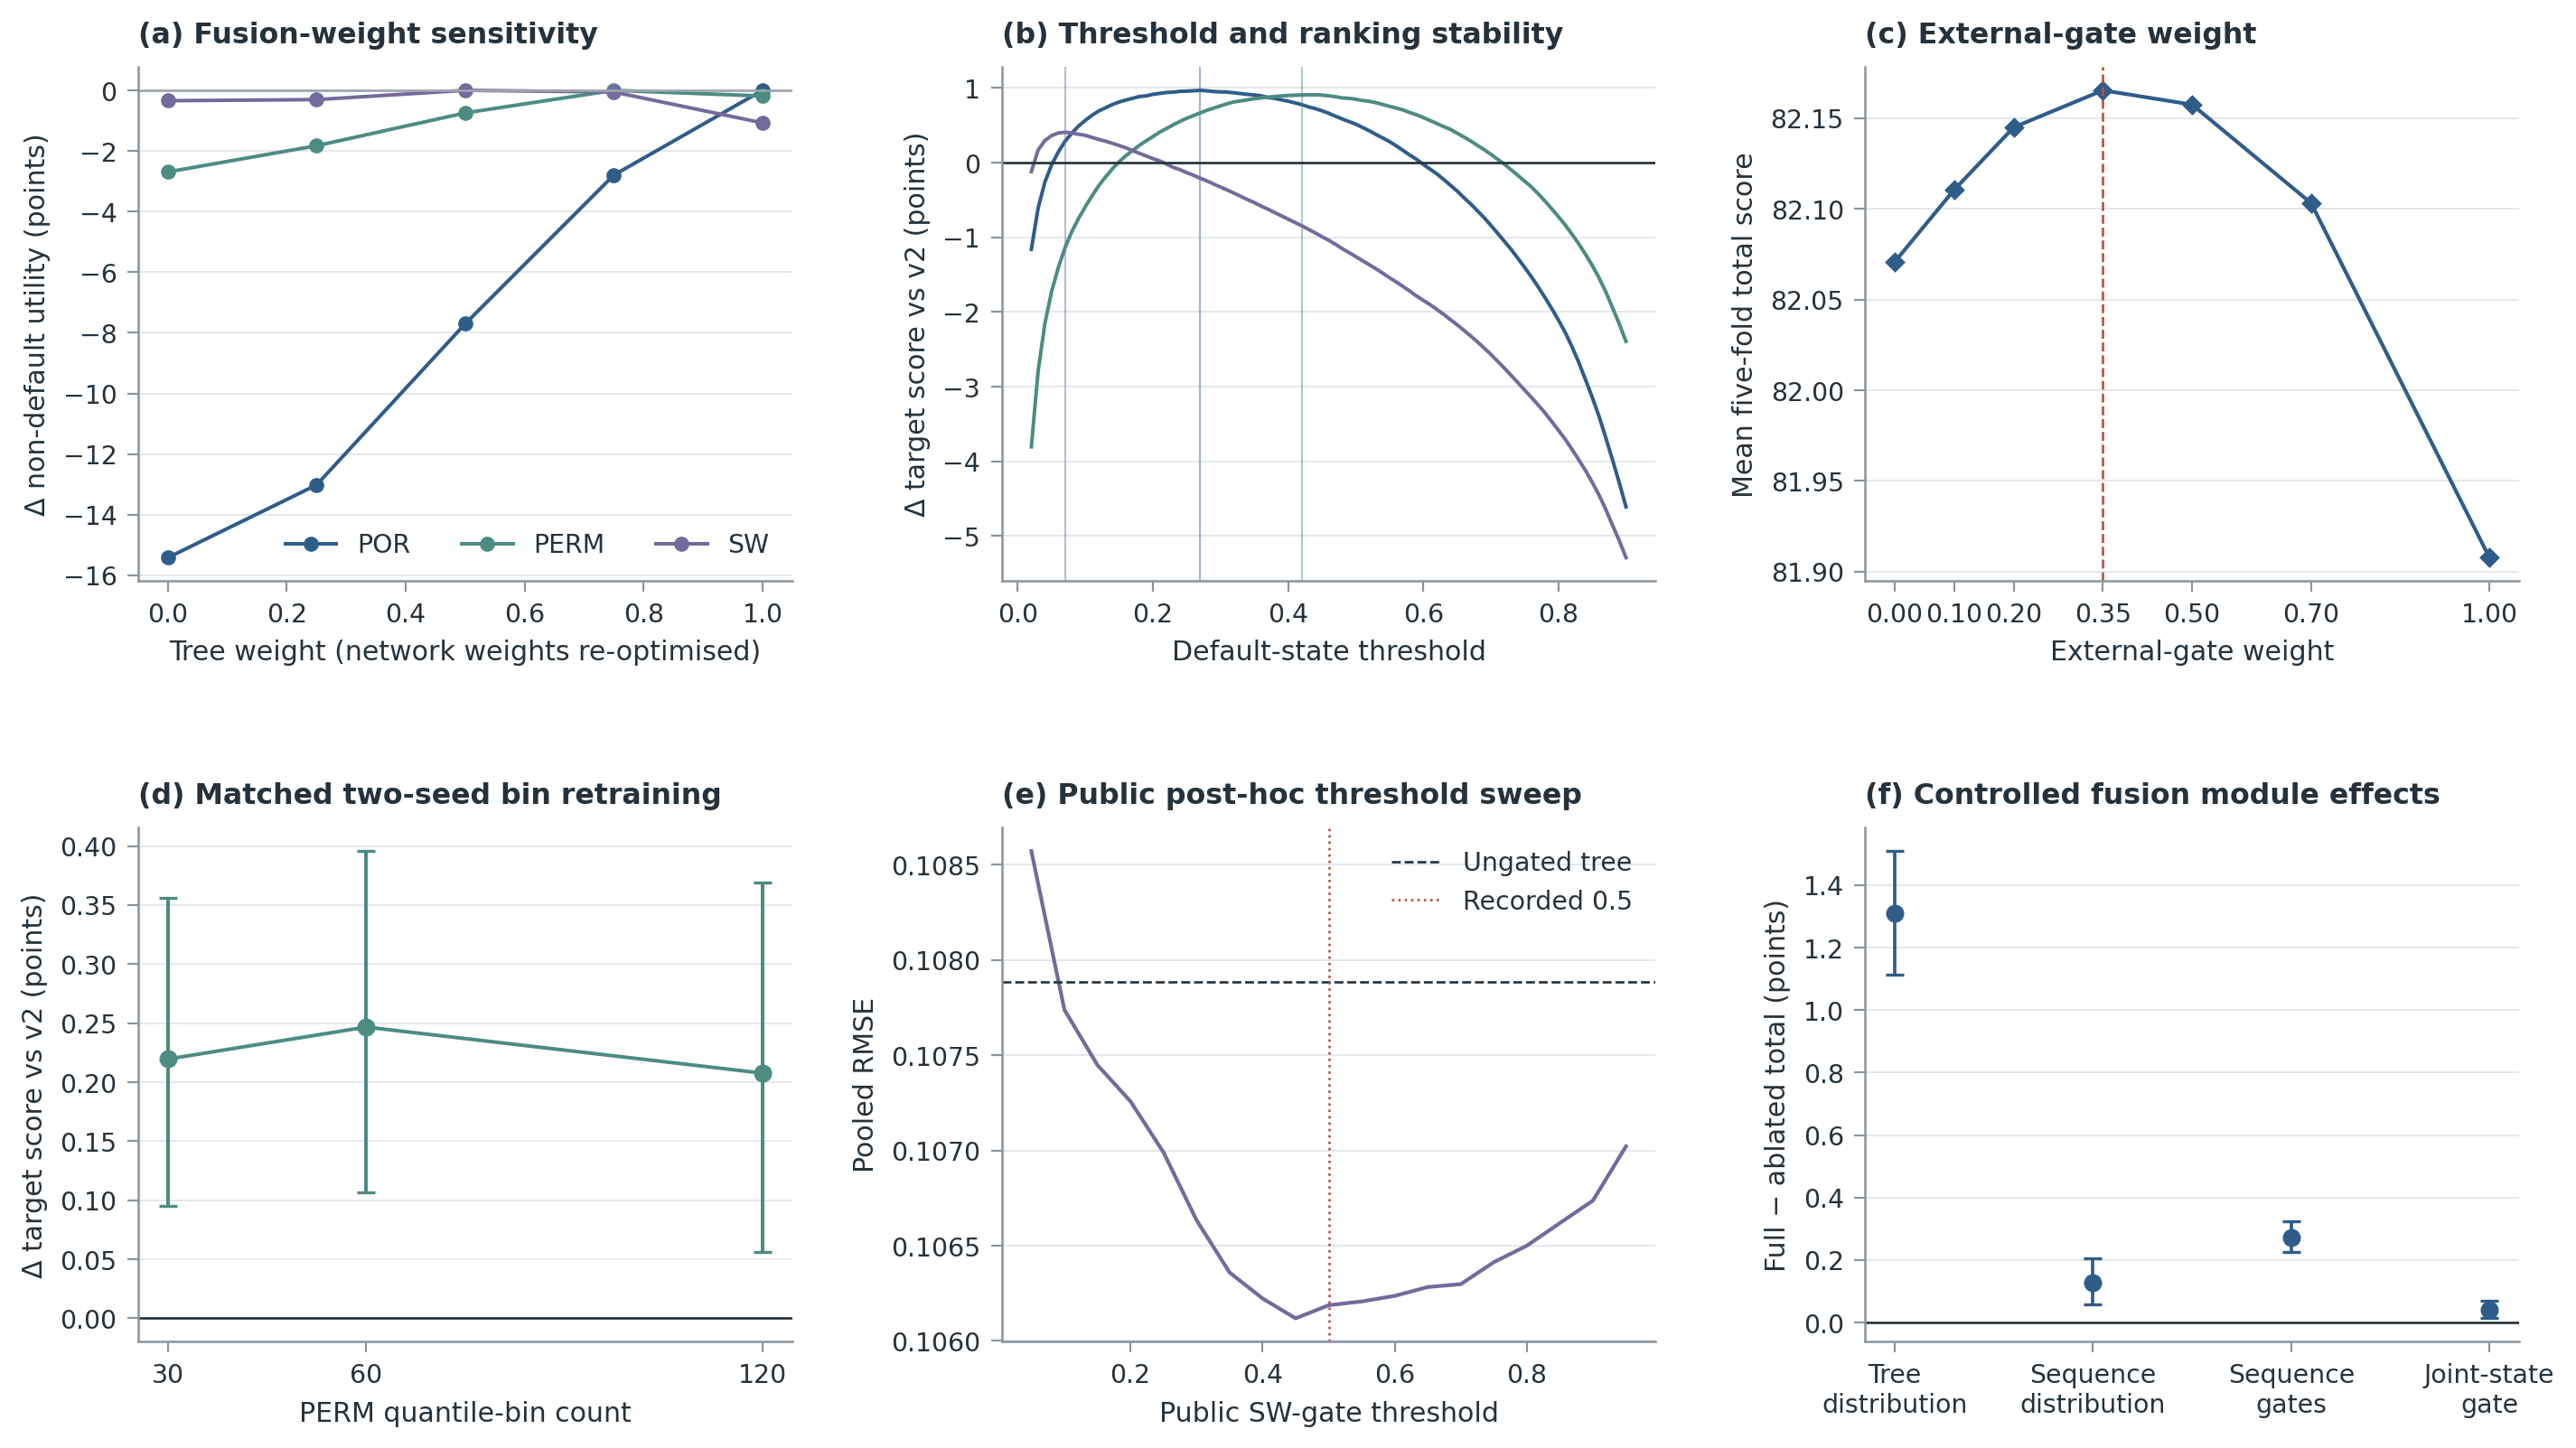 (a) Fusion-weight sensitivity
Δ non-default utility (points)
0
−2
−4
−6
−8
−10
−12
−14
−16
POR
PERM
SW
0.0
0.2
0.4
0.6
0.8
1.0
Tree weight (network weights re-optimised)
(b) Threshold and ranking stability
Δ target score vs v2 (points)
1
0
−1
−2
−3
−4
−5
0.0
0.2
0.4
0.6
0.8
Default-state threshold
(c) External-gate weight
Mean five-fold total score
82.15
82.10
82.05
82.00
81.95
81.90
0.00
0.10
0.20
0.35
0.50
0.70
1.00
External-gate weight
(d) Matched two-seed bin retraining
Δ target score vs v2 (points)
0.40
0.35
0.30
0.25
0.20
0.15
0.10
0.05
0.00
30
60
120
PERM quantile-bin count
(e) Public post-hoc threshold sweep
Pooled RMSE
0.1085
0.1080
0.1075
0.1070
0.1065
0.1060
Ungated tree
Recorded 0.5
0.2
0.4
0.6
0.8
Public SW-gate threshold
(f) Controlled fusion module effects
Full − ablated total (points)
1.4
1.2
1.0
0.8
0.6
0.4
0.2
0.0
Tree
distribution
Sequence
distribution
Sequence
gates
Joint-state
gate